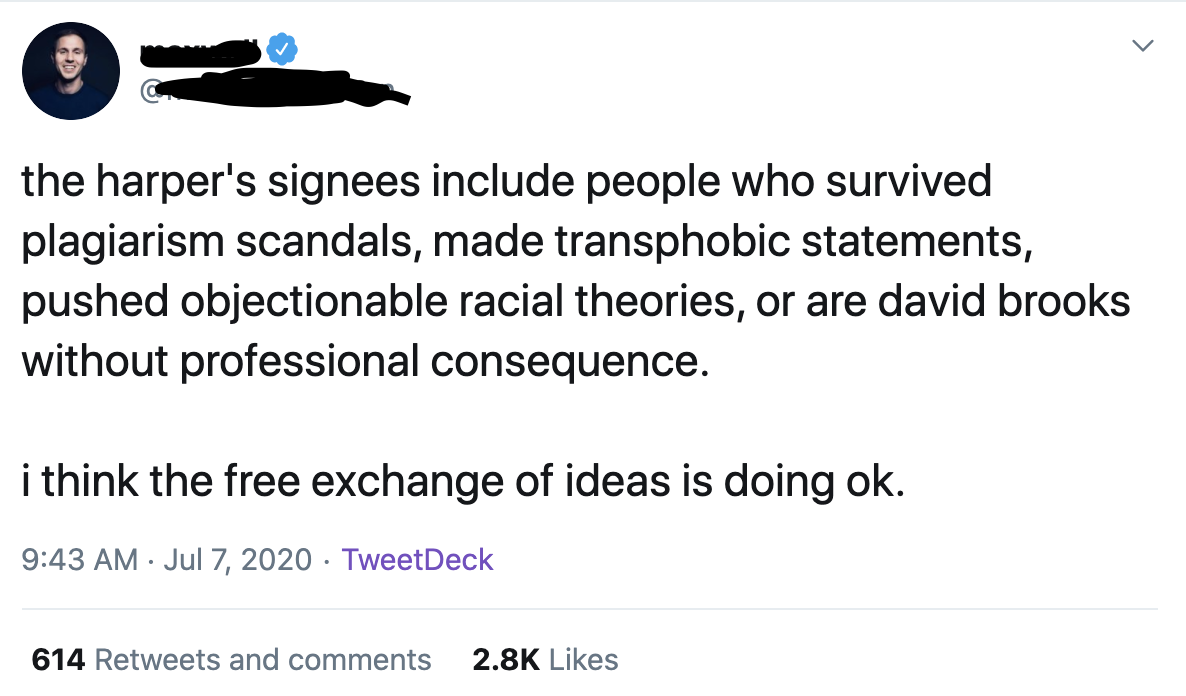 @
the harper's signees include people who survived
plagiarism scandals, made transphobic statements,
pushed objectionable racial theories, or are david brooks
without professional consequence.
i think the free exchange of ideas is doing ok.
9:43 AM · Jul 7, 2020 · TweetDeck
614 Retweets and comments 2.8K Likes